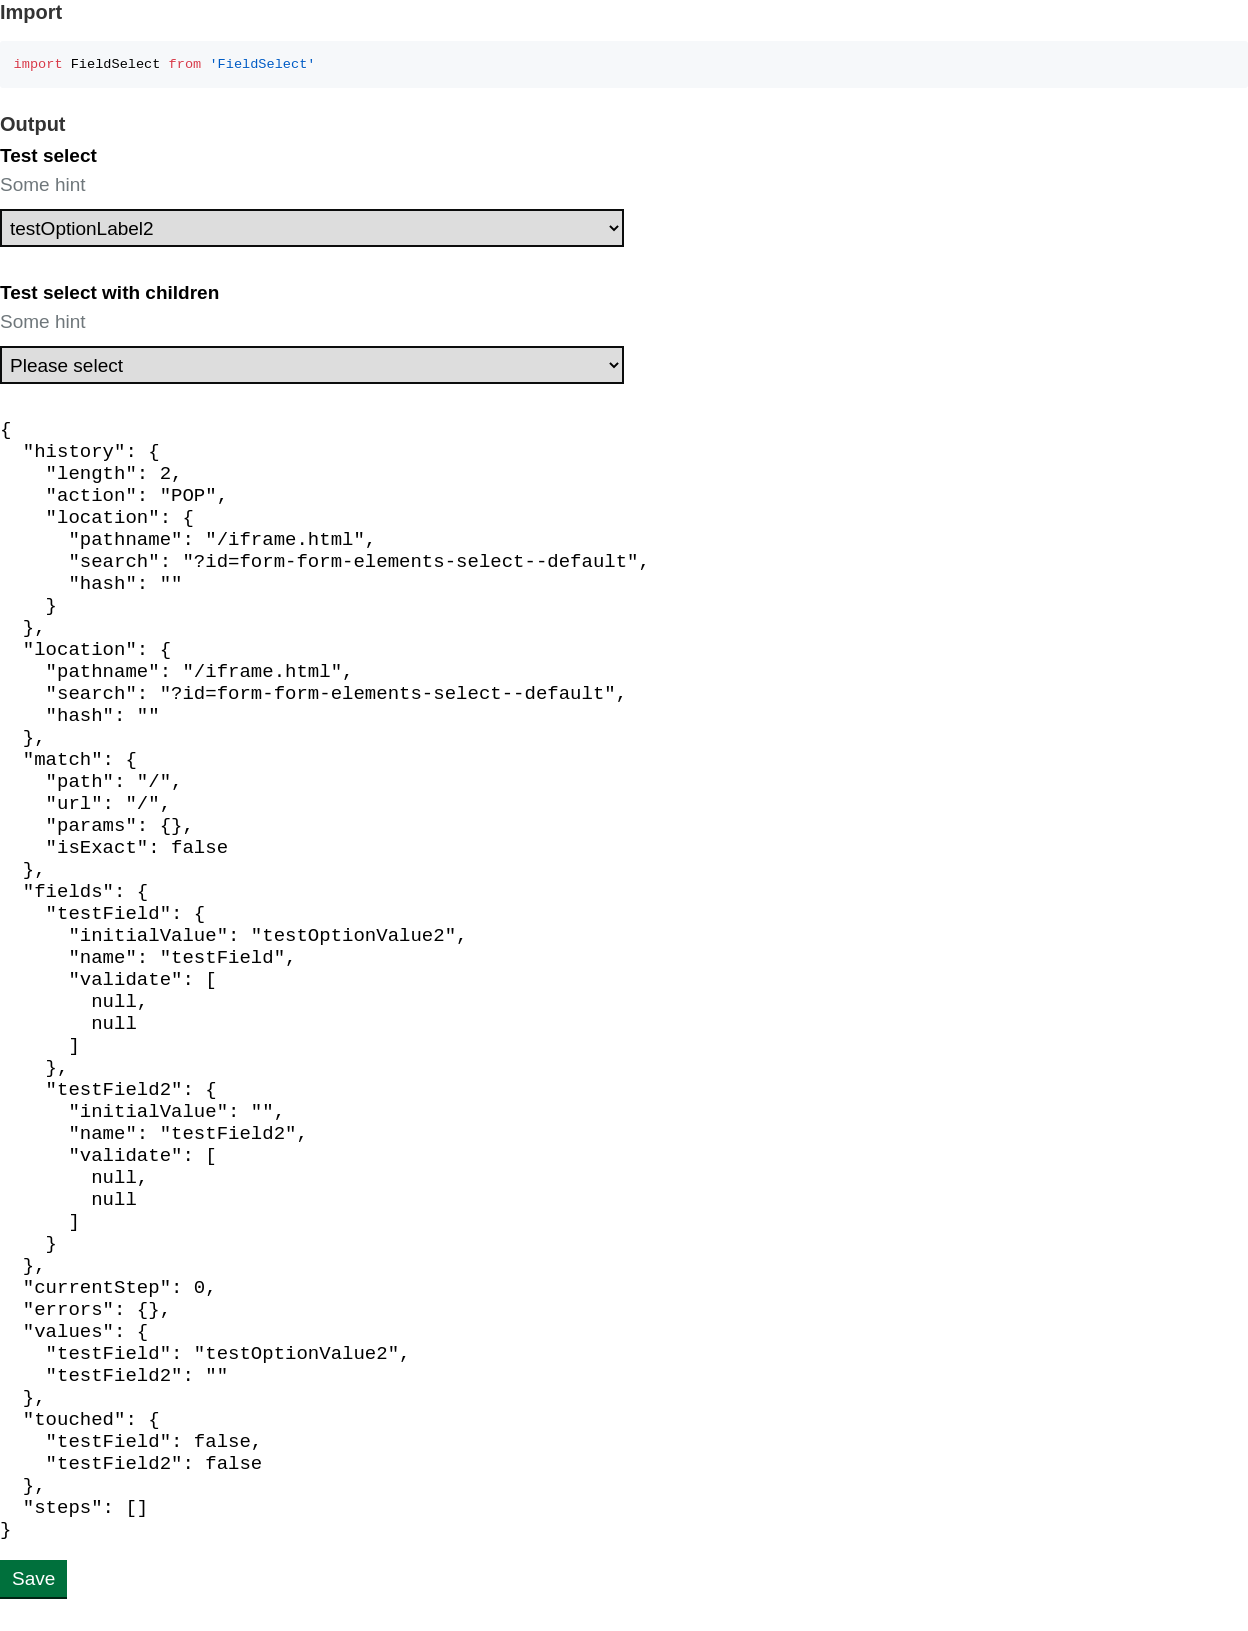 Import
import FieldSelect from 'FieldSelect'
Output
Test select
Some hint
testOptionLabel2
Test select with children
Some hint
Please select
{
  "history": {
    "length": 2,
    "action": "POP",
    "location": {
      "pathname": "/iframe.html",
      "search": "?id=form-form-elements-select--default",
      "hash": ""
    }
  },
  "location": {
    "pathname": "/iframe.html",
    "search": "?id=form-form-elements-select--default",
    "hash": ""
  },
  "match": {
    "path": "/",
    "url": "/",
    "params": {},
    "isExact": false
  },
  "fields": {
    "testField": {
      "initialValue": "testOptionValue2",
      "name": "testField",
      "validate": [
        null,
        null
      ]
    },
    "testField2": {
      "initialValue": "",
      "name": "testField2",
      "validate": [
        null,
        null
      ]
    }
  },
  "currentStep": 0,
  "errors": {},
  "values": {
    "testField": "testOptionValue2",
    "testField2": ""
  },
  "touched": {
    "testField": false,
    "testField2": false
  },
  "steps": []
}
Save